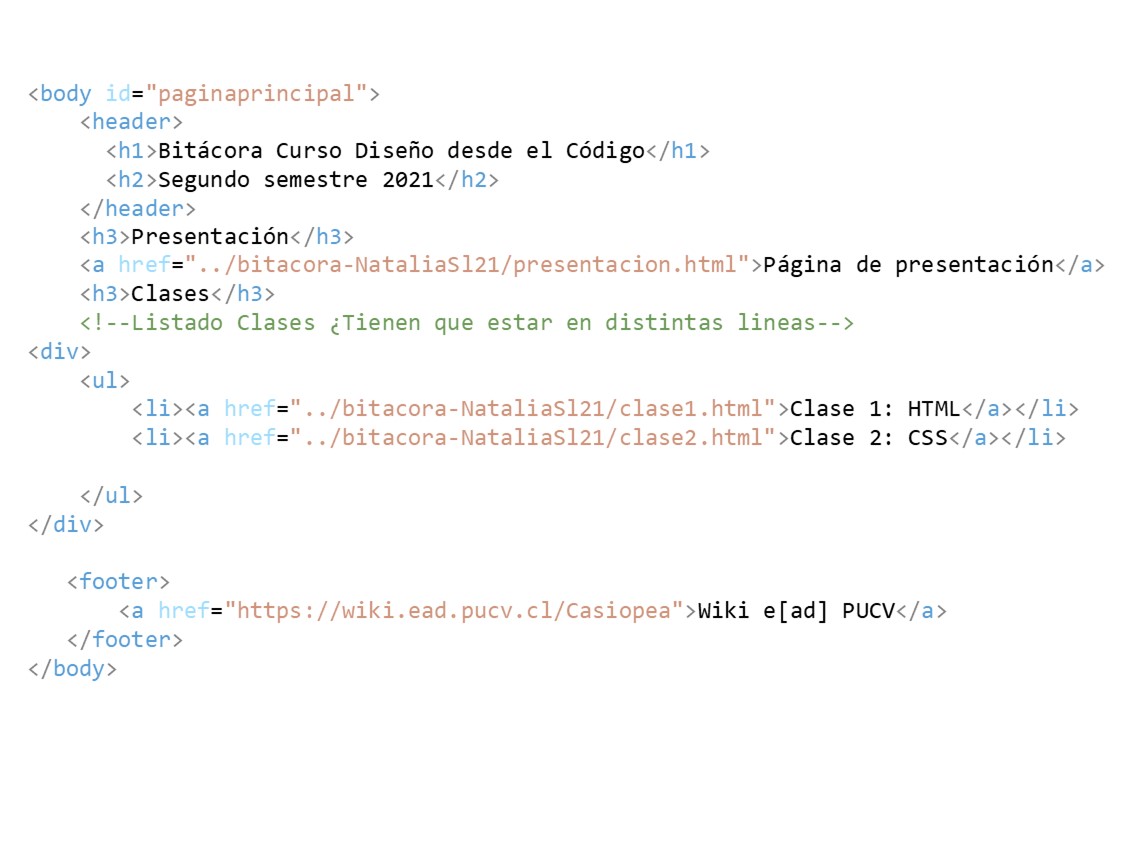 <body id="paginaprincipal">
<header>
<h1>Bitácora Curso Diseño desde el Código</h1>
<h2>Segundo semestre 2021</h2>
</header>
<h3>Presentación</h3>
<a href="../bitacora-NataliaSl21/presentacion.html">Página de presentación</a>
<h3>Clases</h3>
<!--Listado Clases ¿Tienen que estar en distintas lineas-->
<div>
<ul>
<li><a href="../bitacora-NataliaSl21/clase1.html">Clase 1: HTML</a></li>
<li><a href="../bitacora-NataliaSl21/clase2.html">Clase 2: CSS</a></li>
</ul>
</div>
<footer>
<a href="https://wiki.ead.pucv.cl/Casiopea">Wiki e[ad] PUCV</a>
</footer>
</body>